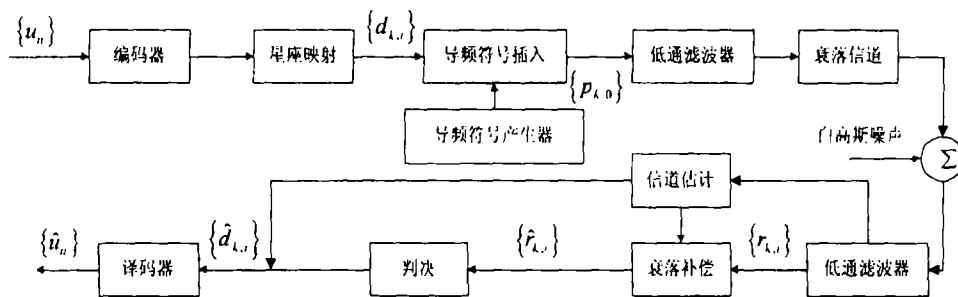 {u_n}
编码器
星座映射
{d_{k,i}}
导频符号插入
{p_{k,0}}
低通滤波器
衰落信道
导频符号产生器
白高斯噪声
Σ
信道估计
{û_n}
译码器
{d̂_{k,i}}
判决
{r̂_{k,i}}
衰落补偿
{r_{k,i}}
低通滤波器